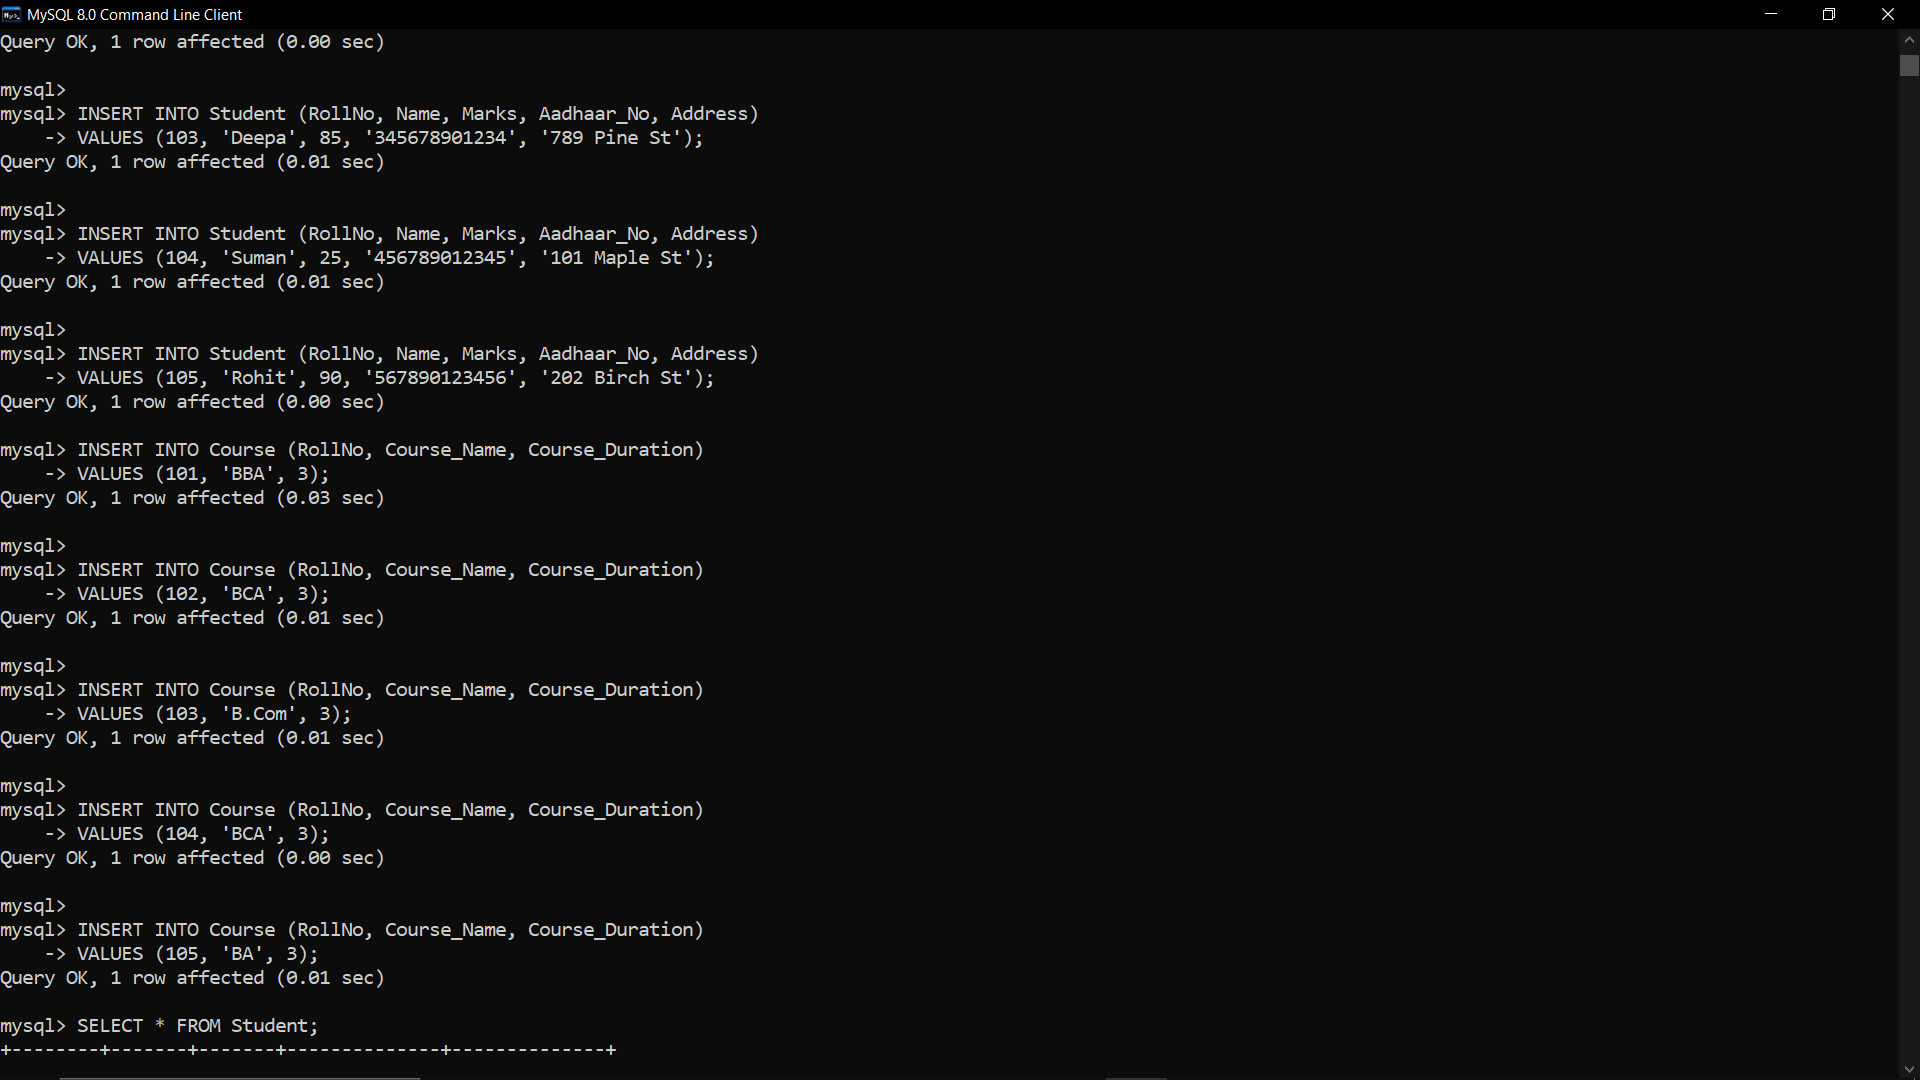 MySQL 8.0 Command Line Client
Query OK, 1 row affected (0.00 sec)
mysql>
mysql> INSERT INTO Student (RollNo, Name, Marks, Aadhaar_No, Address)
    -> VALUES (103, 'Deepa', 85, '345678901234', '789 Pine St');
Query OK, 1 row affected (0.01 sec)
mysql>
mysql> INSERT INTO Student (RollNo, Name, Marks, Aadhaar_No, Address)
    -> VALUES (104, 'Suman', 25, '456789012345', '101 Maple St');
Query OK, 1 row affected (0.01 sec)
mysql>
mysql> INSERT INTO Student (RollNo, Name, Marks, Aadhaar_No, Address)
    -> VALUES (105, 'Rohit', 90, '567890123456', '202 Birch St');
Query OK, 1 row affected (0.00 sec)
mysql> INSERT INTO Course (RollNo, Course_Name, Course_Duration)
    -> VALUES (101, 'BBA', 3);
Query OK, 1 row affected (0.03 sec)
mysql>
mysql> INSERT INTO Course (RollNo, Course_Name, Course_Duration)
    -> VALUES (102, 'BCA', 3);
Query OK, 1 row affected (0.01 sec)
mysql>
mysql> INSERT INTO Course (RollNo, Course_Name, Course_Duration)
    -> VALUES (103, 'B.Com', 3);
Query OK, 1 row affected (0.01 sec)
mysql>
mysql> INSERT INTO Course (RollNo, Course_Name, Course_Duration)
    -> VALUES (104, 'BCA', 3);
Query OK, 1 row affected (0.00 sec)
mysql>
mysql> INSERT INTO Course (RollNo, Course_Name, Course_Duration)
    -> VALUES (105, 'BA', 3);
Query OK, 1 row affected (0.01 sec)
mysql> SELECT * FROM Student;
+--------+-------+-------+--------------+--------------+